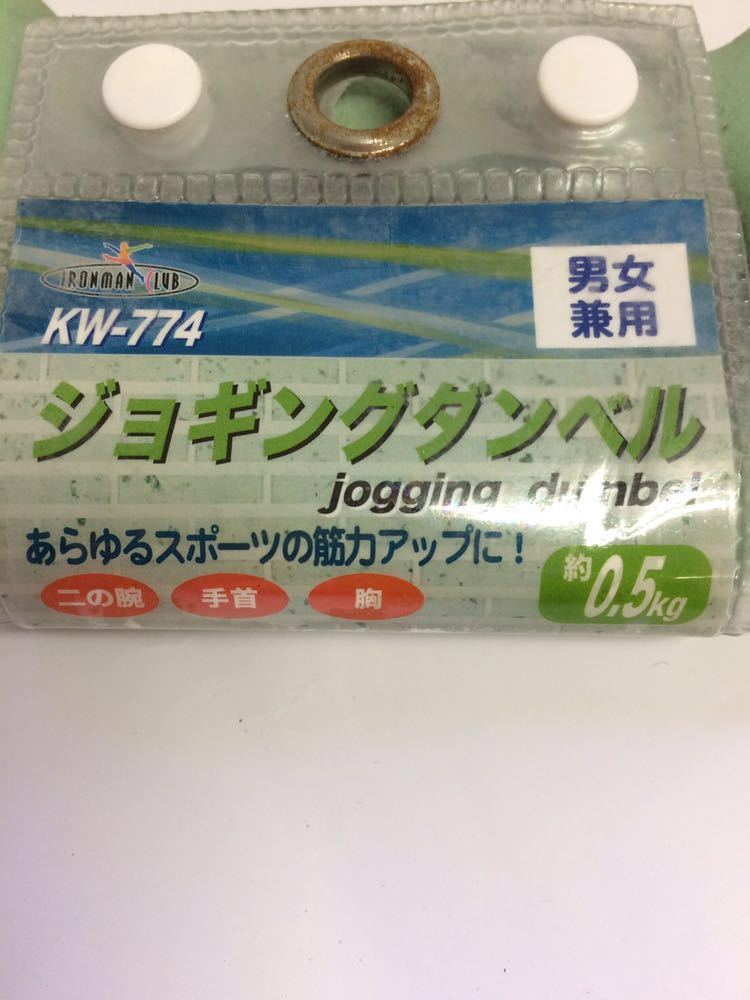 IRONMAN CLUB
KW-774
男女
兼用
ジョギングダンベル
jogging dumbel
あらゆるスポーツの筋力アップに!
二の腕 手首 胸
約0.5kg